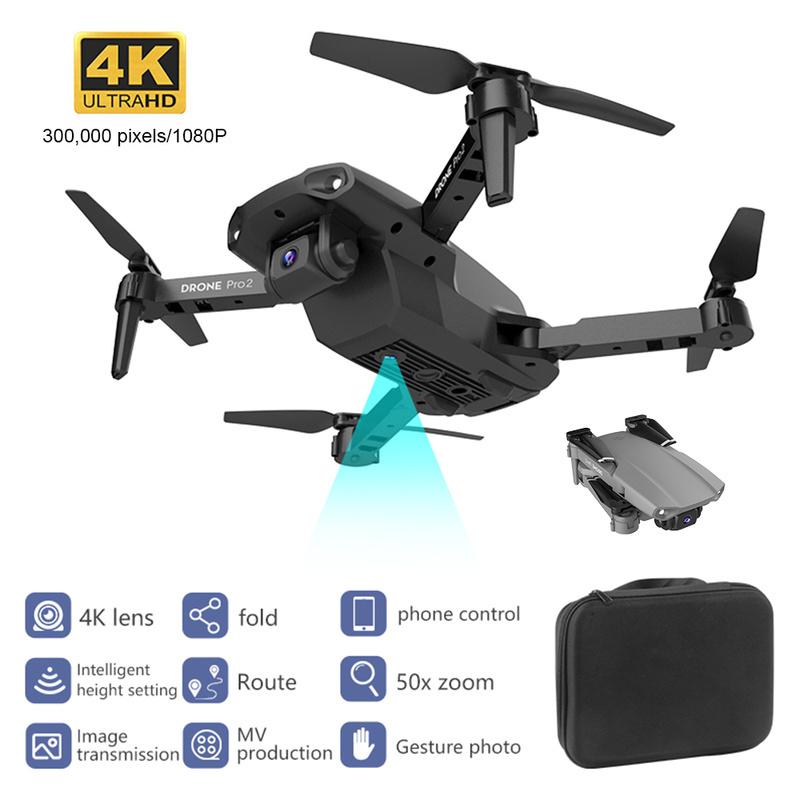 4K
ULTRAHD
300,000 pixels/1080P
DRONE Pro2
DRONE Pro2
4K lens
fold
phone control
Intelligent
height setting
Route
50x zoom
Image
transmission
MV
production
Gesture photo